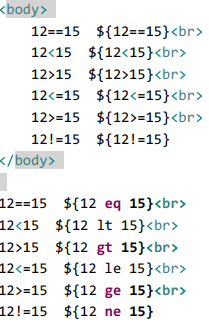 <body>
12==15 ${12==15}<br>
12<15 ${12<15}<br>
12>15 ${12>15}<br>
12<=15 ${12<=15}<br>
12>=15 ${12>=15}<br>
12!=15 ${12!=15}
</body>
12==15 ${12 eq 15}<br>
12<15 ${12 lt 15}<br>
12>15 ${12 gt 15}<br>
12<=15 ${12 le 15}<br>
12>=15 ${12 ge 15}<br>
12!=15 ${12 ne 15}